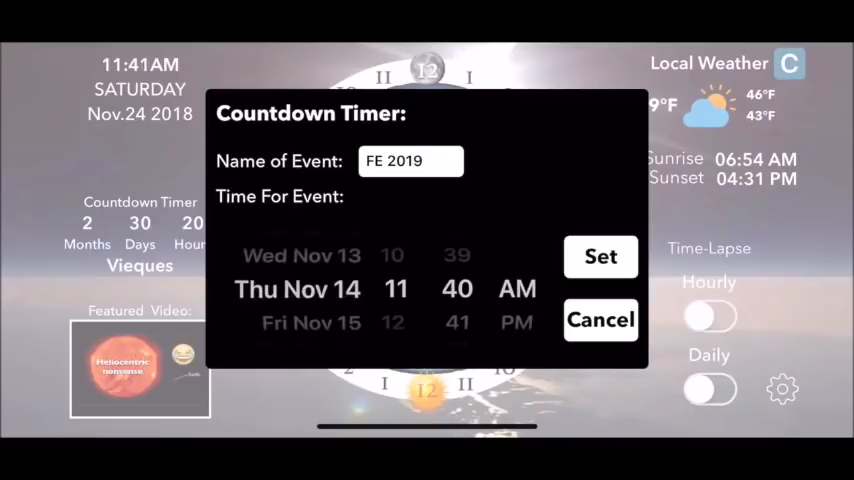 11:41AM
SATURDAY
Nov.24 2018
Local Weather C
9°F
46°F
43°F
Sunrise 06:54 AM
Sunset 04:31 PM
II 12 I
Countdown Timer:
Name of Event: FE 2019
Time For Event:
Wed Nov 13 10 39
Thu Nov 14 11 40 AM
Fri Nov 15 12 41 PM
Set
Cancel
Countdown Timer
2 30 20
Months Days Hour
Vieques
Featured Video:
Heliocentric
nonsense
Time-Lapse
Hourly
Daily
I 12 II